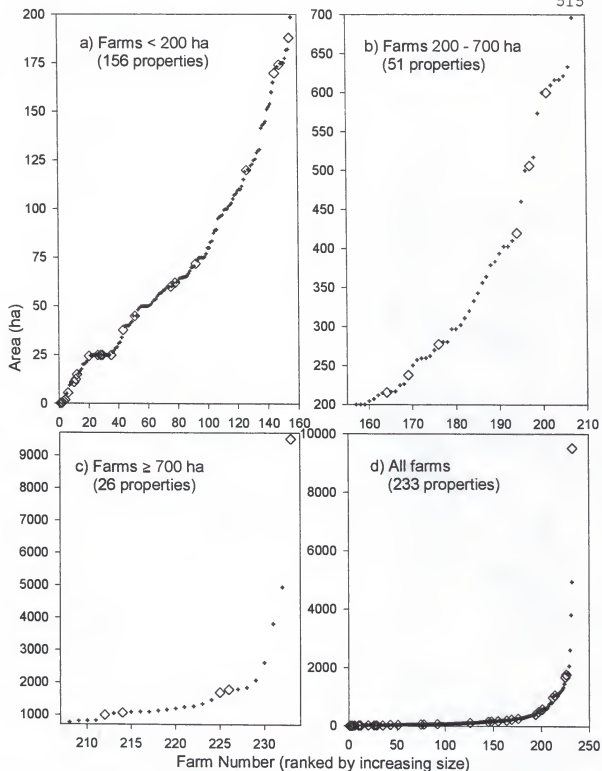 515
a) Farms < 200 ha
(156 properties)
200
175
150
125
100
75
50
25
0
0 20 40 60 80 100 120 140 160
b) Farms 200 - 700 ha
(51 properties)
700
650
600
550
500
450
400
350
300
250
200
160 170 180 190 200 210
Area (ha)
c) Farms ≥ 700 ha
(26 properties)
9000
8000
7000
6000
5000
4000
3000
2000
1000
210 215 220 225 230
d) All farms
(233 properties)
10000
8000
6000
4000
2000
0
0 50 100 150 200 250
Farm Number (ranked by increasing size)